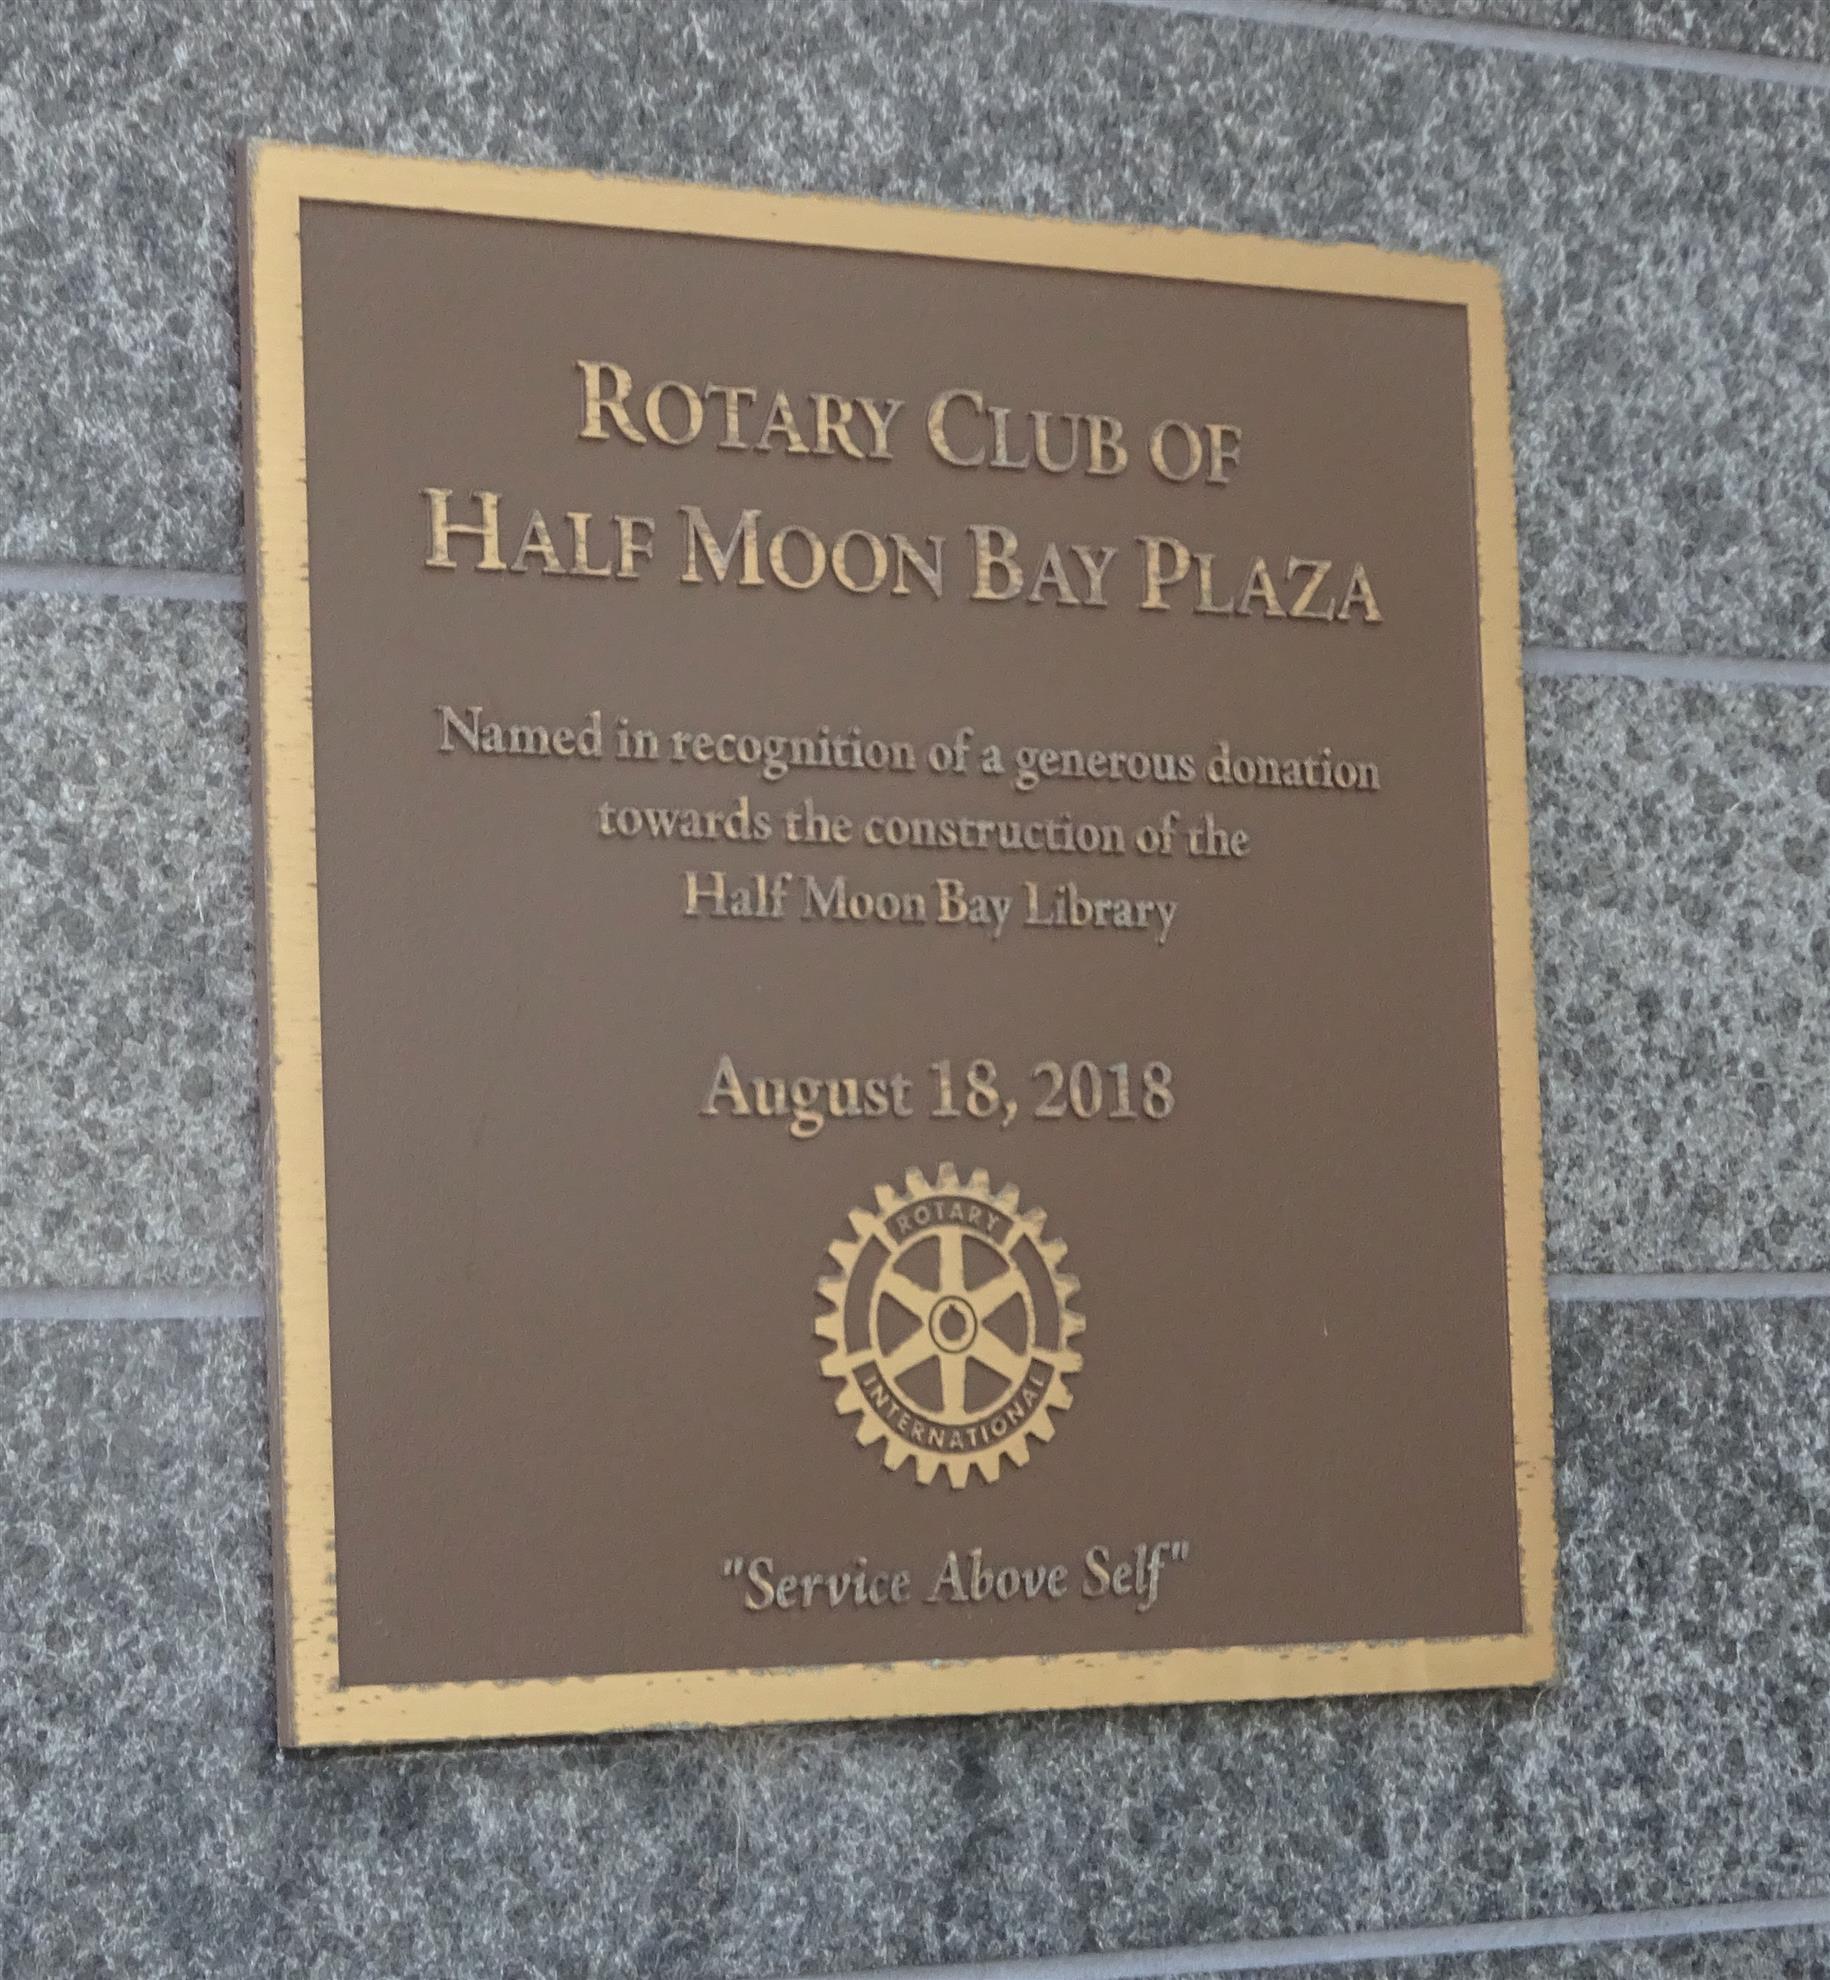 ROTARY CLUB OF
HALF MOON BAY PLAZA
Named in recognition of a generous donation
towards the construction of the
Half Moon Bay Library
August 18, 2018
ROTARY
INTERNATIONAL
"Service Above Self"